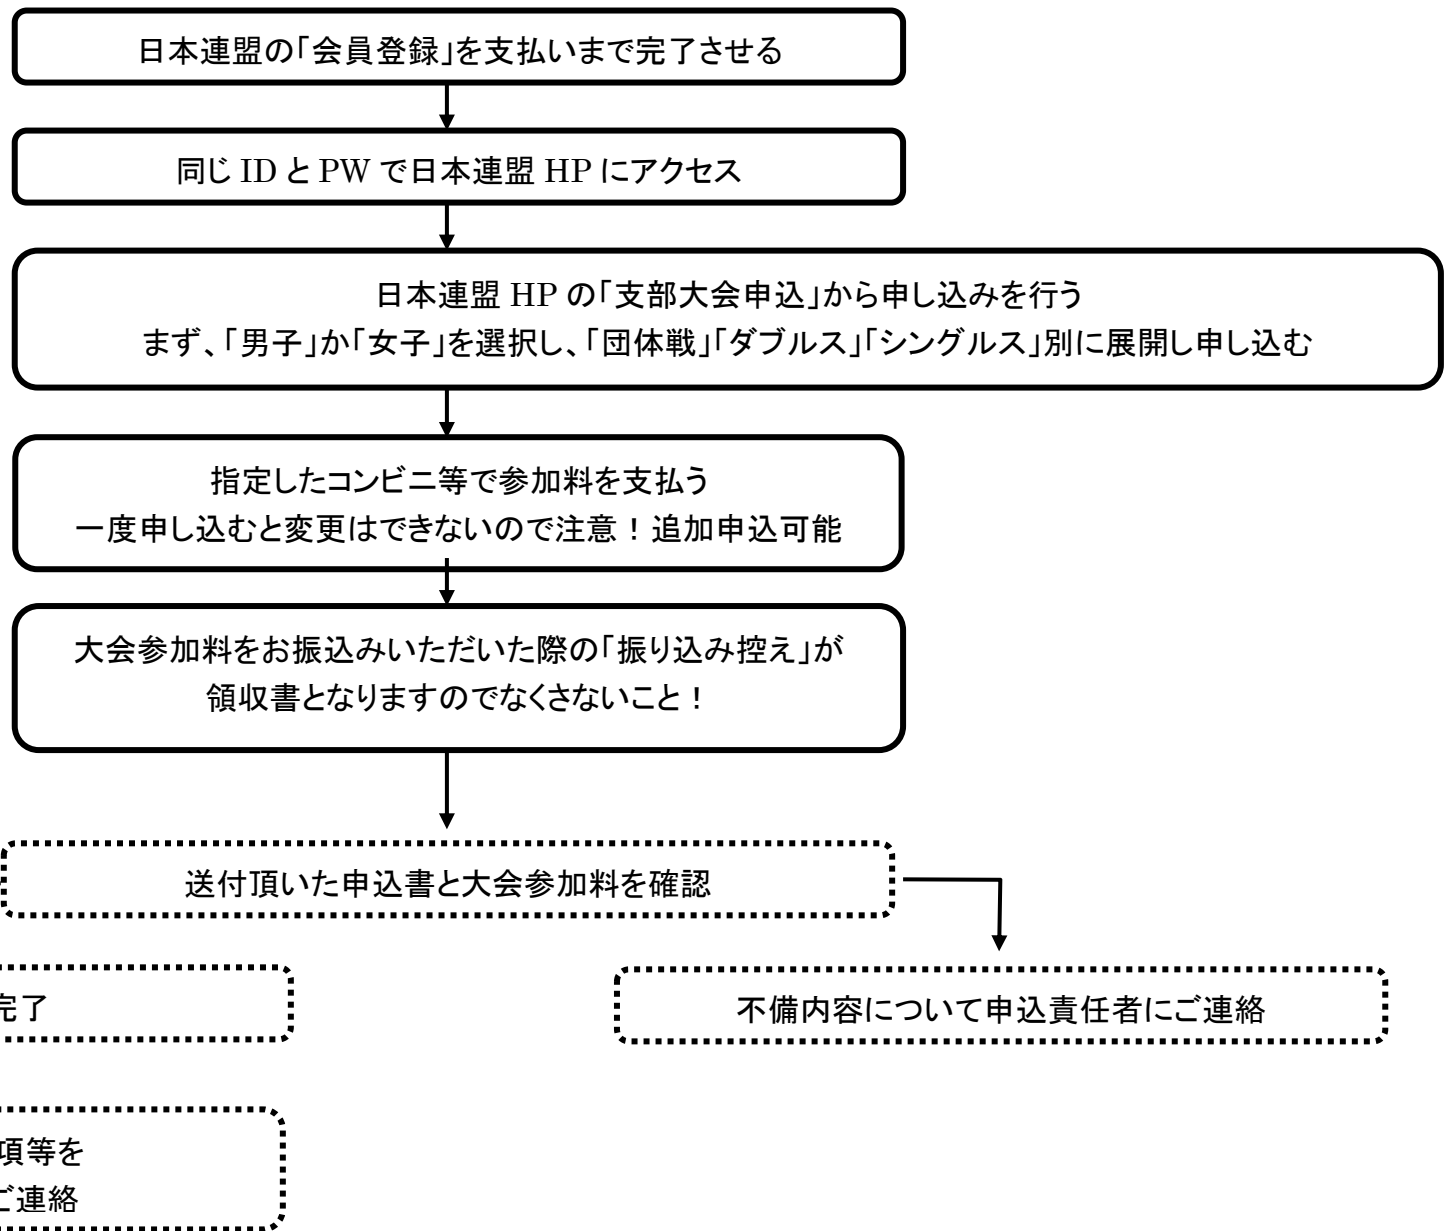 日本連盟の「会員登録」を支払いまで完了させる
同じ ID と PW で日本連盟 HP にアクセス
日本連盟 HP の「支部大会申込」から申し込みを行う
まず、「男子」か「女子」を選択し、「団体戦」「ダブルス」「シングルス」別に展開し申し込む
指定したコンビニ等で参加料を支払う
一度申し込むと変更はできないので注意！追加申込可能
大会参加料をお振込みいただいた際の「振り込み控え」が
領収書となりますのでなくさないこと！
送付頂いた申込書と大会参加料を確認
完了
不備内容について申込責任者にご連絡
項等を
ご連絡